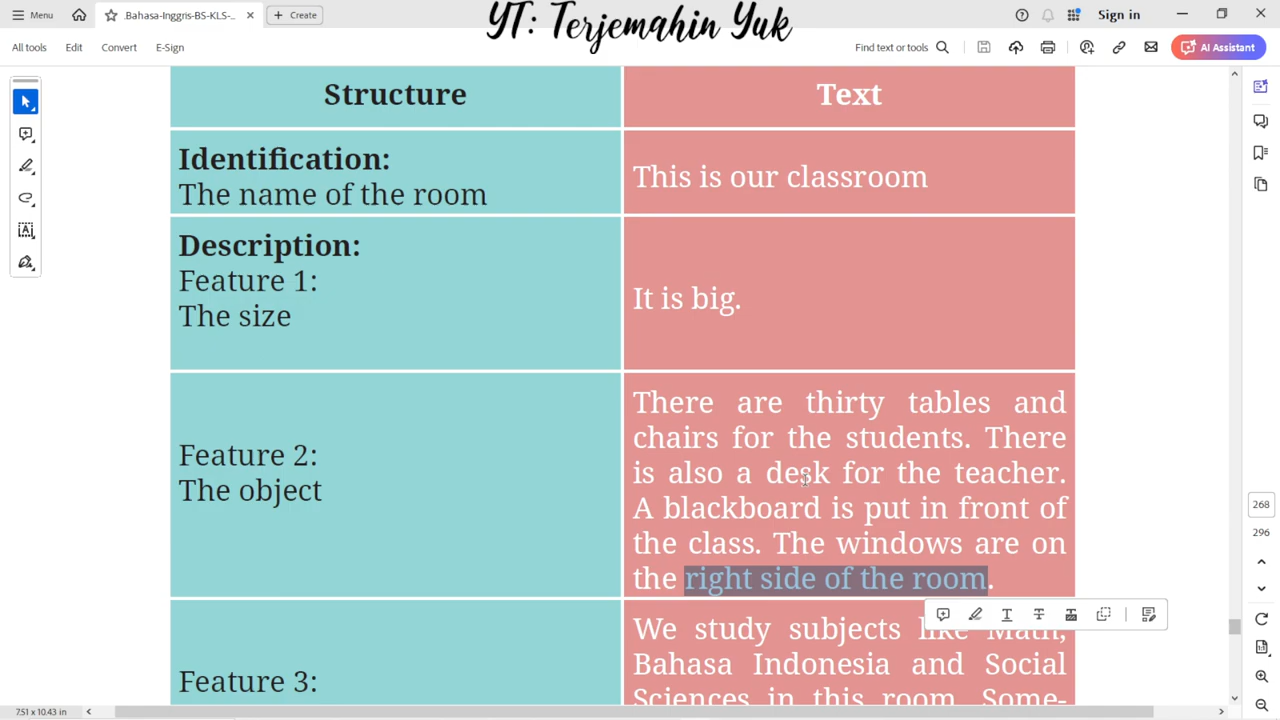 Menu
.Bahasa-Inggris-BS-KLS-...
Create
YT: Terjemahin Yuk
Sign in
All tools
Edit
Convert
E-Sign
Find text or tools
AI Assistant
Structure
Text
Identification:
The name of the room
This is our classroom
Description:
Feature 1:
The size
It is big.
Feature 2:
The object
There are thirty tables and
chairs for the students. There
is also a desk for the teacher.
A blackboard is put in front of
the class. The windows are on
the right side of the room.
Feature 3:
We study subjects like Math,
Bahasa Indonesia and Social
Sciences in this room. Some-
268
296
7.51 x 10.43 in